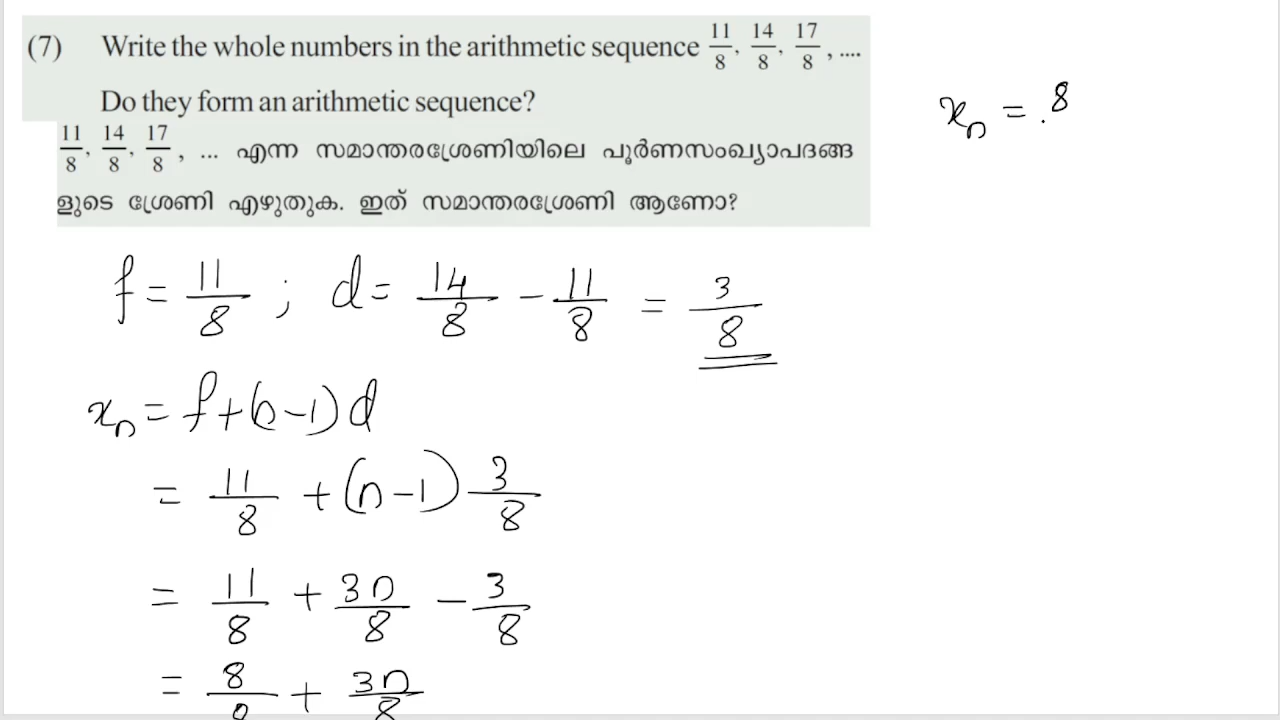 (7) Write the whole numbers in the arithmetic sequence 11/8, 14/8, 17/8, ....
Do they form an arithmetic sequence?
11/8, 14/8, 17/8, ... എന്ന സമാന്തരശ്രേണിയിലെ പൂർണസംഖ്യാപദങ്ങ
ളുടെ ശ്രേണി എഴുതുക. ഇത് സമാന്തരശ്രേണി ആണോ?
xn = 8
f = 11/8 ; d = 14/8 - 11/8 = 3/8
xn = f+(n-1)d
= 11/8 + (n-1) 3/8
= 11/8 + 3n/8 - 3/8
= 8/8 + 3n/8